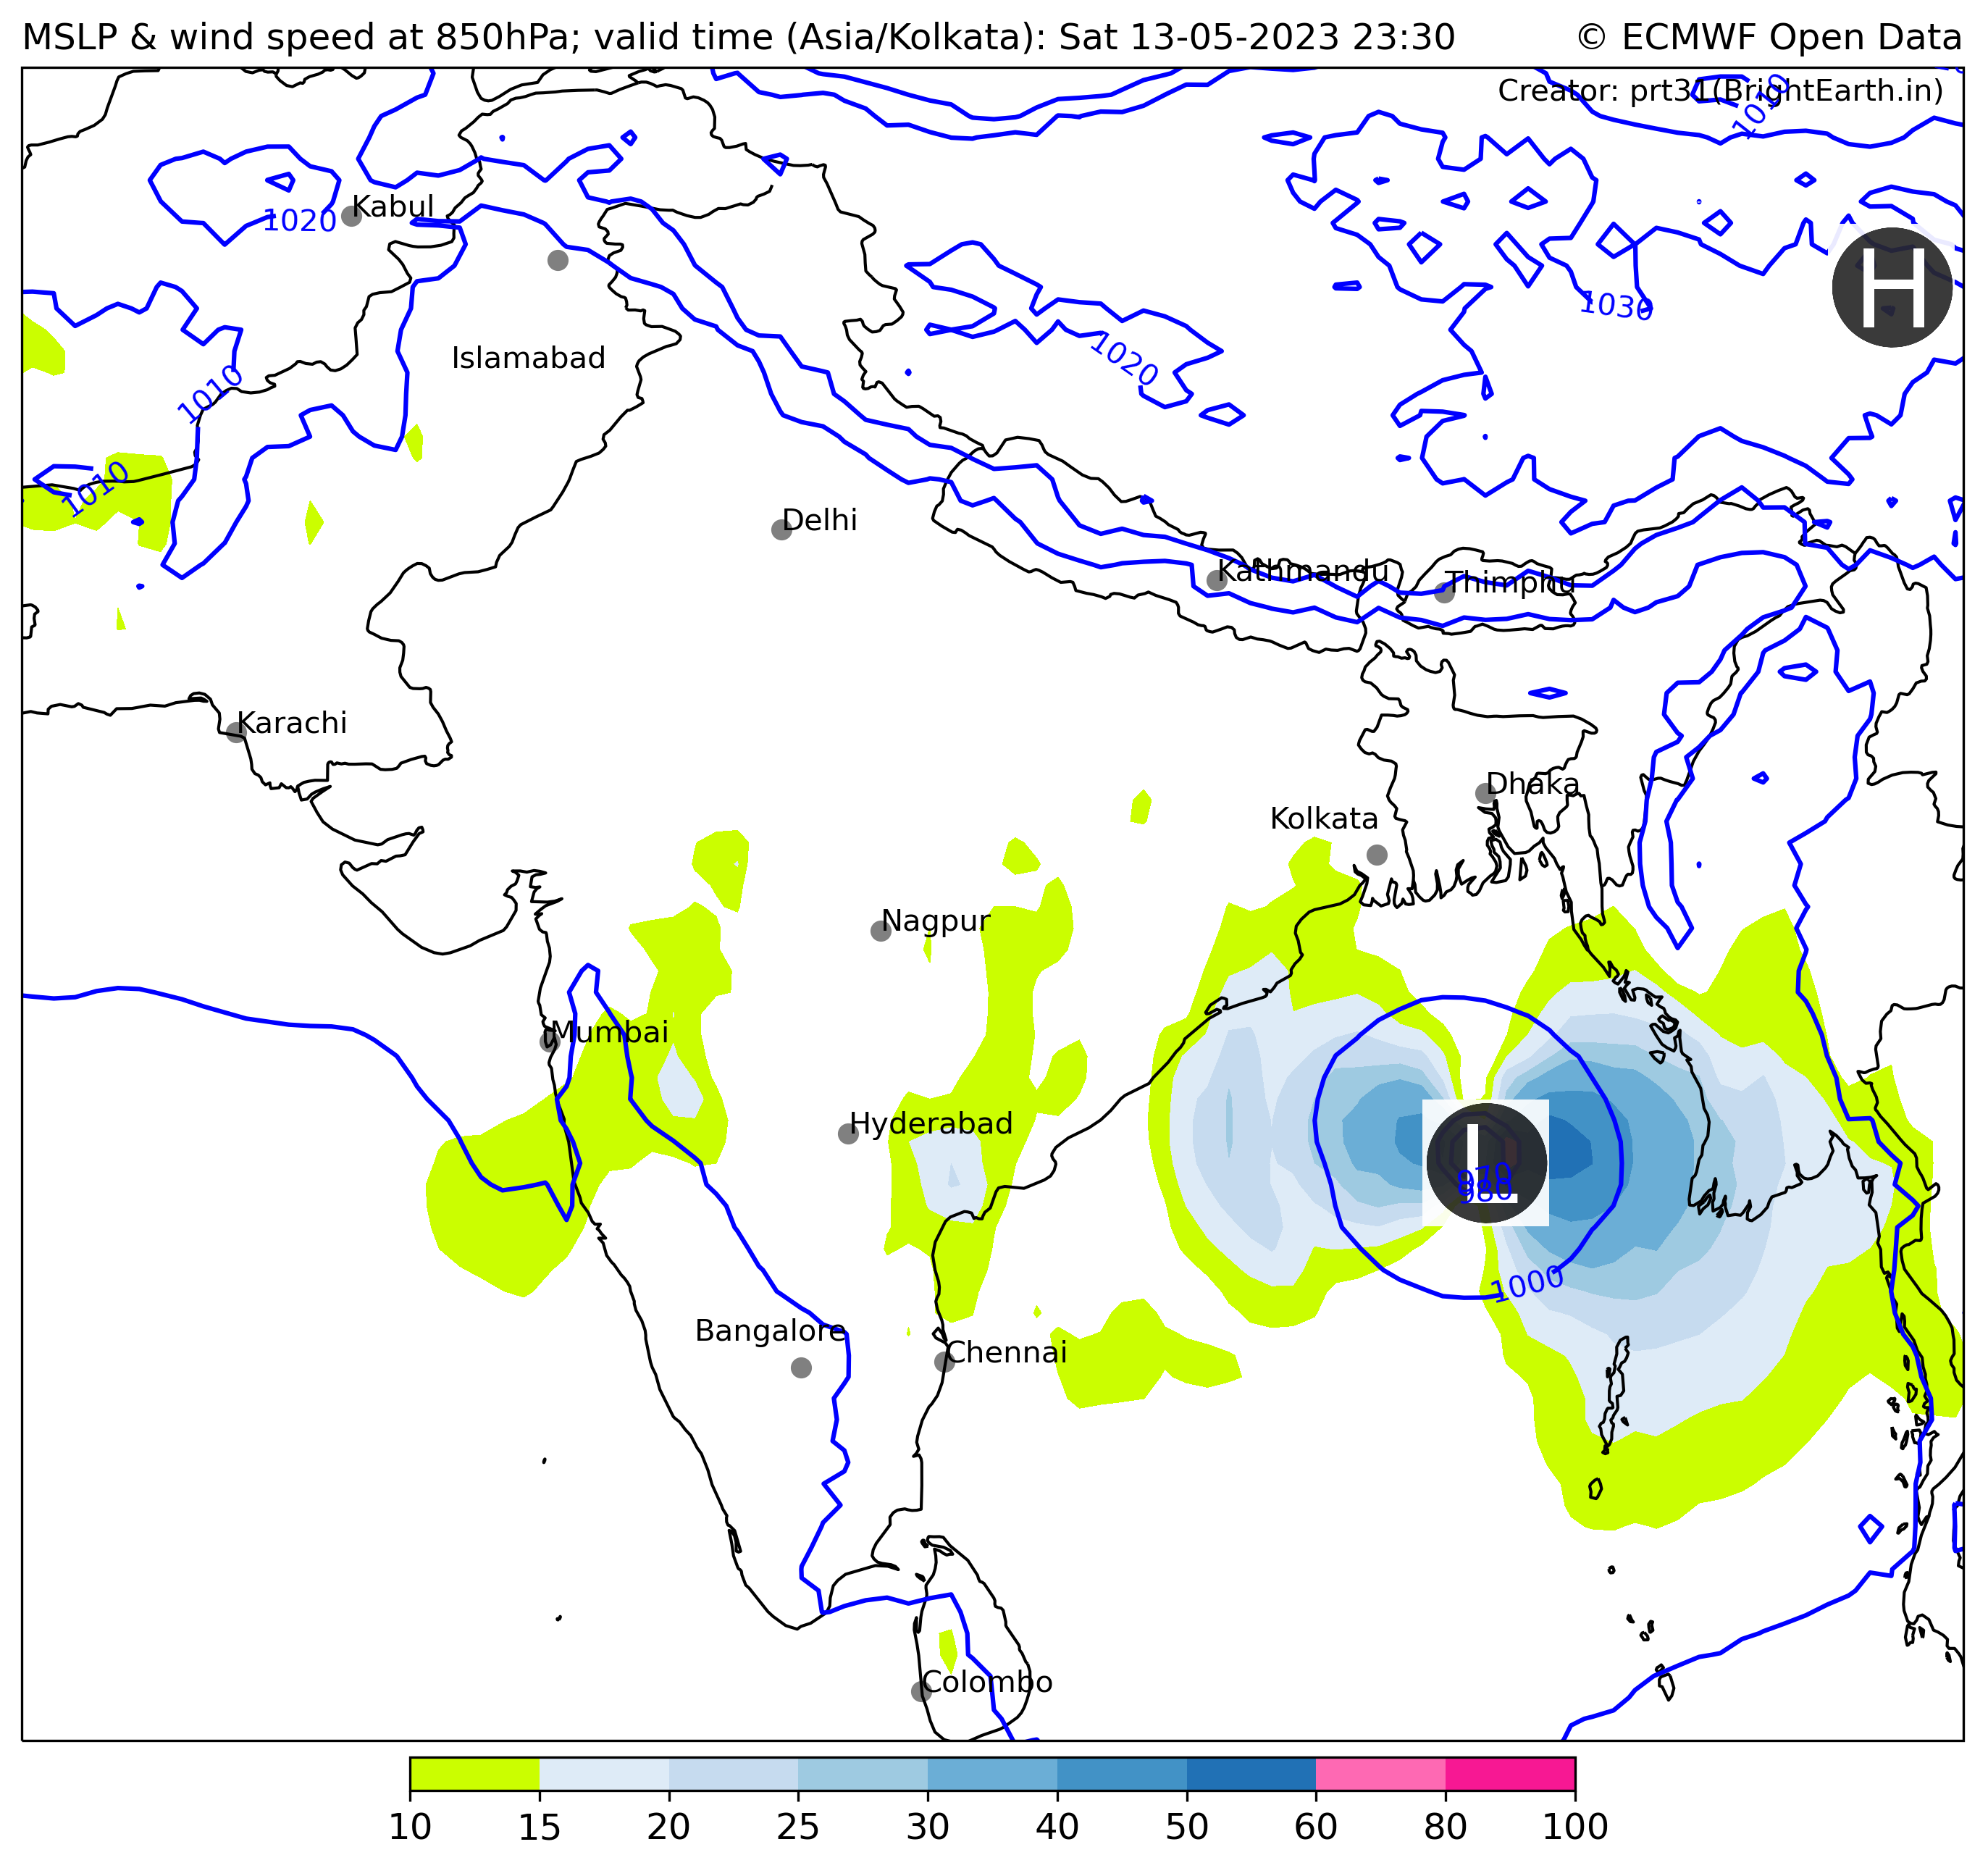 MSLP & wind speed at 850hPa; valid time (Asia/Kolkata): Sat 13-05-2023 23:30
© ECMWF Open Data
Creator: prt31(BrightEarth.in)
1010
Kabul
1020
H
1030
Islamabad
1020
1010
1010
Delhi
Kathmandu
Thimphu
Karachi
Dhaka
Kolkata
Nagpur
Mumbai
Hyderabad
L
970
980
1000
Bangalore
Chennai
Colombo
10 15 20 25 30 40 50 60 80 100